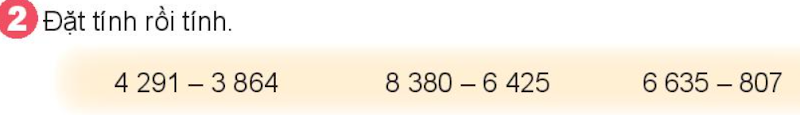 2 Đặt tính rồi tính.
4 291 – 3 864 8 380 – 6 425 6 635 – 807